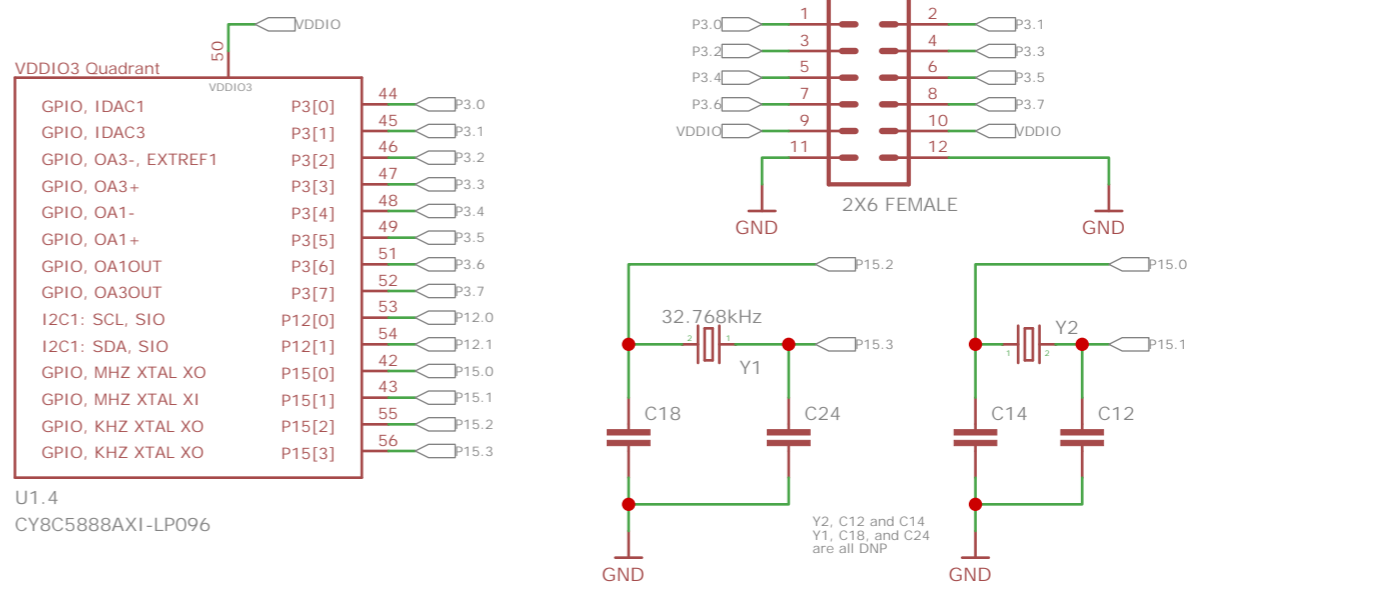 VDDIO
50
VDDIO3 Quadrant
VDDIO3
GPIO, IDAC1 P3[0] 44 P3.0
GPIO, IDAC3 P3[1] 45 P3.1
GPIO, OA3-, EXTREF1 P3[2] 46 P3.2
GPIO, OA3+ P3[3] 47 P3.3
GPIO, OA1- P3[4] 48 P3.4
GPIO, OA1+ P3[5] 49 P3.5
GPIO, OA1OUT P3[6] 51 P3.6
GPIO, OA3OUT P3[7] 52 P3.7
I2C1: SCL, SIO P12[0] 53 P12.0
I2C1: SDA, SIO P12[1] 54 P12.1
GPIO, MHZ XTAL XO P15[0] 42 P15.0
GPIO, MHZ XTAL XI P15[1] 43 P15.1
GPIO, KHZ XTAL XO P15[2] 55 P15.2
GPIO, KHZ XTAL XO P15[3] 56 P15.3
U1.4
CY8C5888AXI-LP096
P3.0 1 2 P3.1
P3.2 3 4 P3.3
P3.4 5 6 P3.5
P3.6 7 8 P3.7
VDDIO 9 10 VDDIO
11 12
2X6 FEMALE
GND GND
P15.2
32.768kHz
2 1
P15.3
Y1
C18 C24
GND
P15.0
Y2
1 2
P15.1
C14 C12
GND
Y2, C12 and C14
Y1, C18, and C24
are all DNP